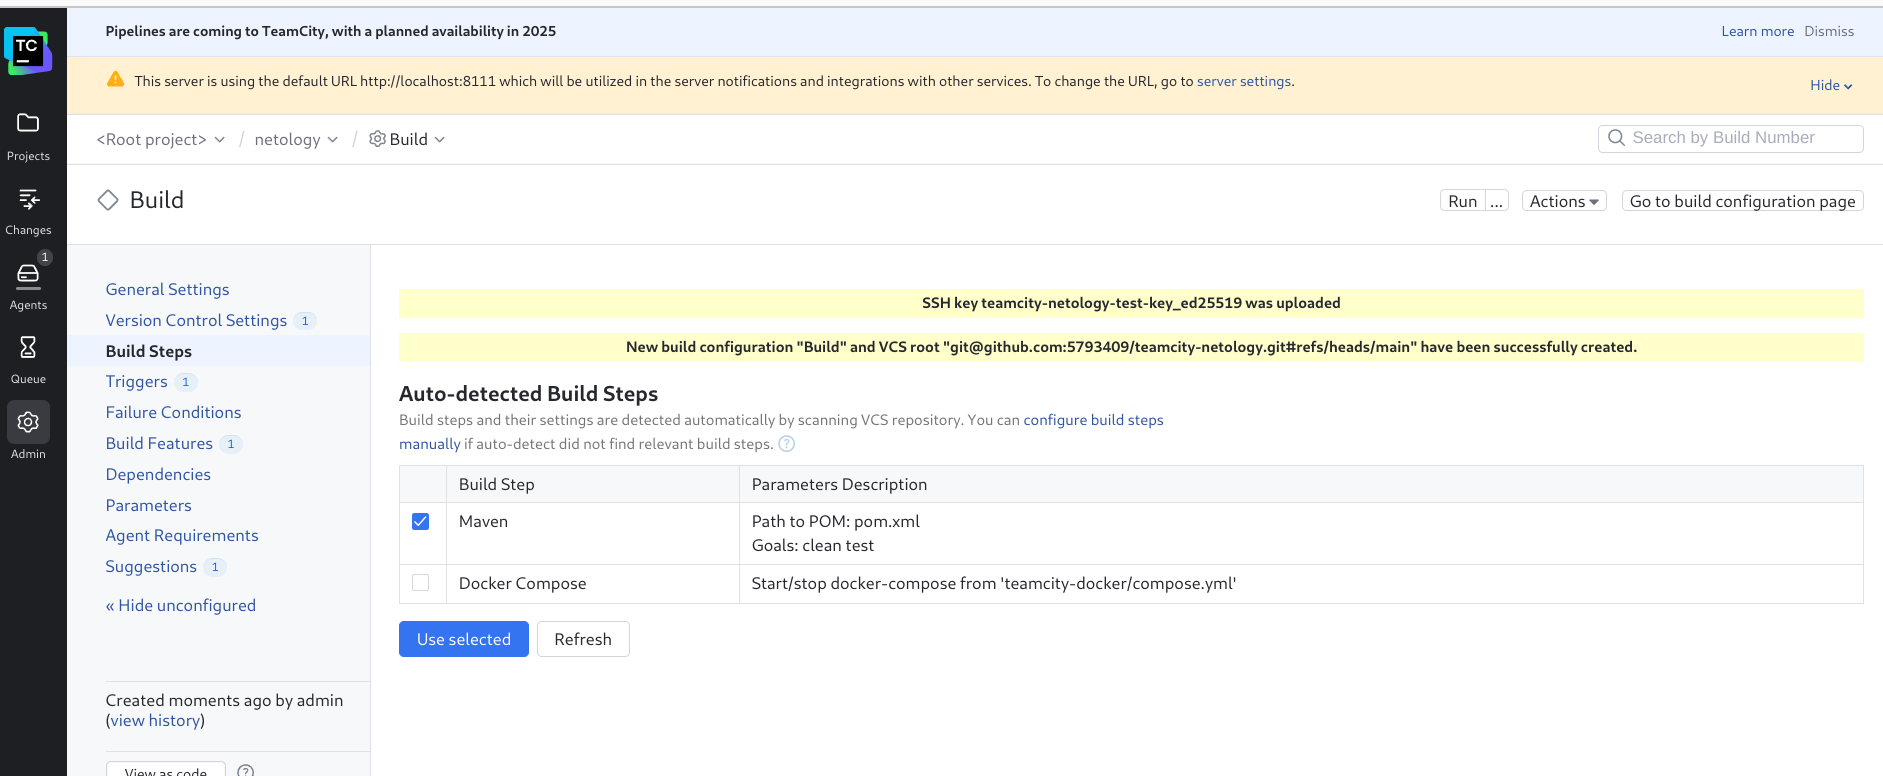 Pipelines are coming to TeamCity, with a planned availability in 2025
Learn more Dismiss
This server is using the default URL http://localhost:8111 which will be utilized in the server notifications and integrations with other services. To change the URL, go to server settings.
Hide
TC
Projects
Changes
1
Agents
Queue
Admin
<Root project> / netology / Build
Search by Build Number
Build
Run ... Actions Go to build configuration page
General Settings
Version Control Settings 1
Build Steps
Triggers 1
Failure Conditions
Build Features 1
Dependencies
Parameters
Agent Requirements
Suggestions 1
« Hide unconfigured
Created moments ago by admin
(view history)
View as code ?
SSH key teamcity-netology-test-key_ed25519 was uploaded
New build configuration "Build" and VCS root "git@github.com:5793409/teamcity-netology.git#refs/heads/main" have been successfully created.
Auto-detected Build Steps
Build steps and their settings are detected automatically by scanning VCS repository. You can configure build steps
manually if auto-detect did not find relevant build steps. ?
Build Step Parameters Description
Maven Path to POM: pom.xml
Goals: clean test
Docker Compose Start/stop docker-compose from 'teamcity-docker/compose.yml'
Use selected Refresh